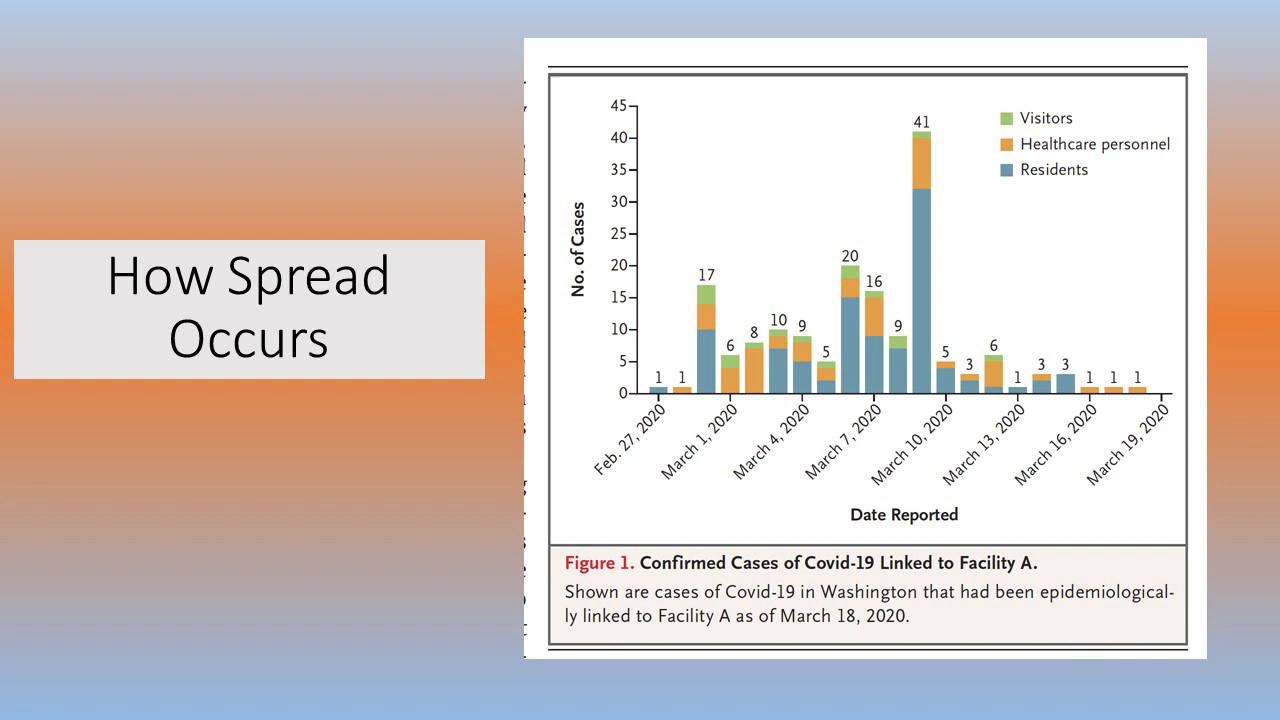 How Spread
Occurs
No. of Cases
45
40
35
30
25
20
15
10
5
0
Visitors
Healthcare personnel
Residents
1
1
17
6
8
10
9
5
20
16
9
41
5
3
6
1
3
3
1
1
1
Feb. 27, 2020
March 1, 2020
March 4, 2020
March 7, 2020
March 10, 2020
March 13, 2020
March 16, 2020
March 19, 2020
Date Reported
Figure 1. Confirmed Cases of Covid-19 Linked to Facility A.
Shown are cases of Covid-19 in Washington that had been epidemiological-
ly linked to Facility A as of March 18, 2020.